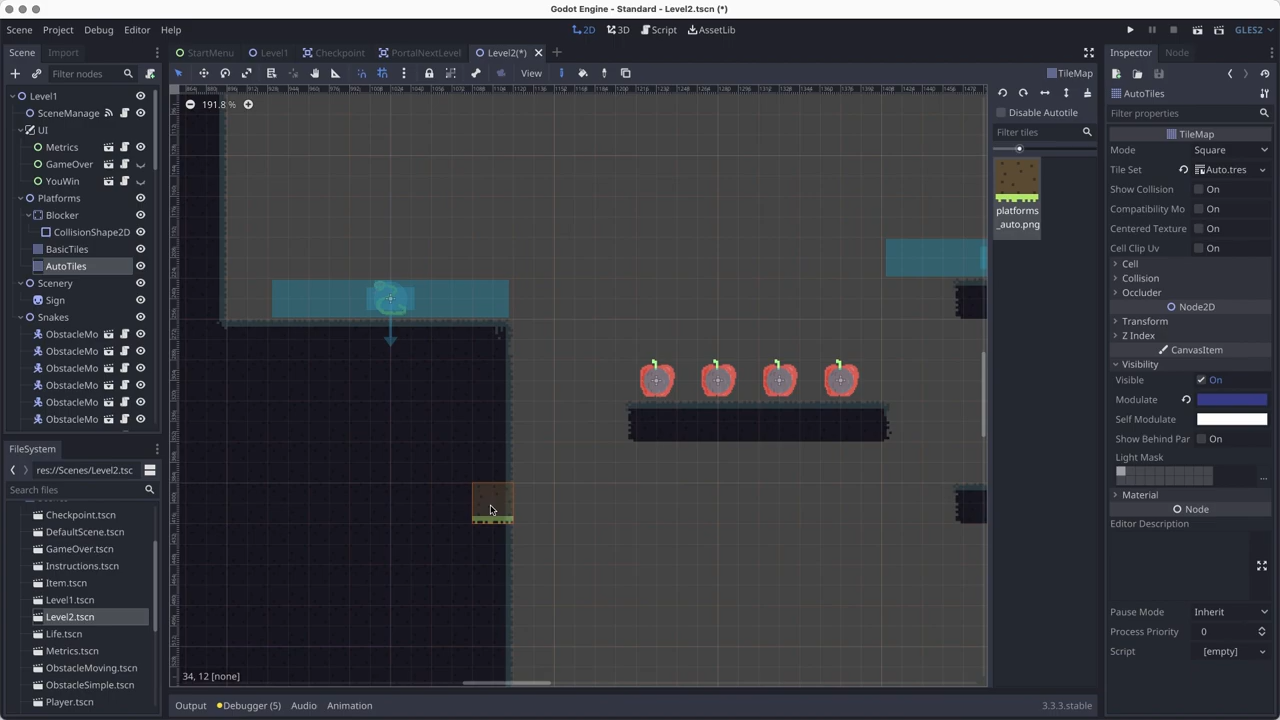 Godot Engine - Standard - Level2.tscn (*)
Scene Project Debug Editor Help
2D 3D Script AssetLib
GLES2
Scene Import
StartMenu Level1 Checkpoint PortalNextLevel Level2(*)
Inspector Node
Filter nodes
View
TileMap
191.8 %
Level1
SceneManage
UI
Metrics
GameOver
YouWin
Platforms
Blocker
CollisionShape2D
BasicTiles
AutoTiles
Scenery
Sign
Snakes
ObstacleMo
ObstacleMo
ObstacleMo
ObstacleMo
ObstacleMo
ObstacleMo
FileSystem
res://Scenes/Level2.tsc
Search files
Checkpoint.tscn
DefaultScene.tscn
GameOver.tscn
Instructions.tscn
Item.tscn
Level1.tscn
Level2.tscn
Life.tscn
Metrics.tscn
ObstacleMoving.tscn
ObstacleSimple.tscn
Player.tscn
34, 12 [none]
Output Debugger (5) Audio Animation
3.3.3.stable
Disable Autotile
Filter tiles
platforms
_auto.png
AutoTiles
Filter properties
TileMap
Mode Square
Tile Set Auto.tres
Show Collision On
Compatibility Mo On
Centered Texture On
Cell Clip Uv On
Cell
Collision
Occluder
Node2D
Transform
Z Index
CanvasItem
Visibility
Visible On
Modulate
Self Modulate
Show Behind Par On
Light Mask
...
Material
Node
Editor Description
Pause Mode Inherit
Process Priority 0
Script [empty]